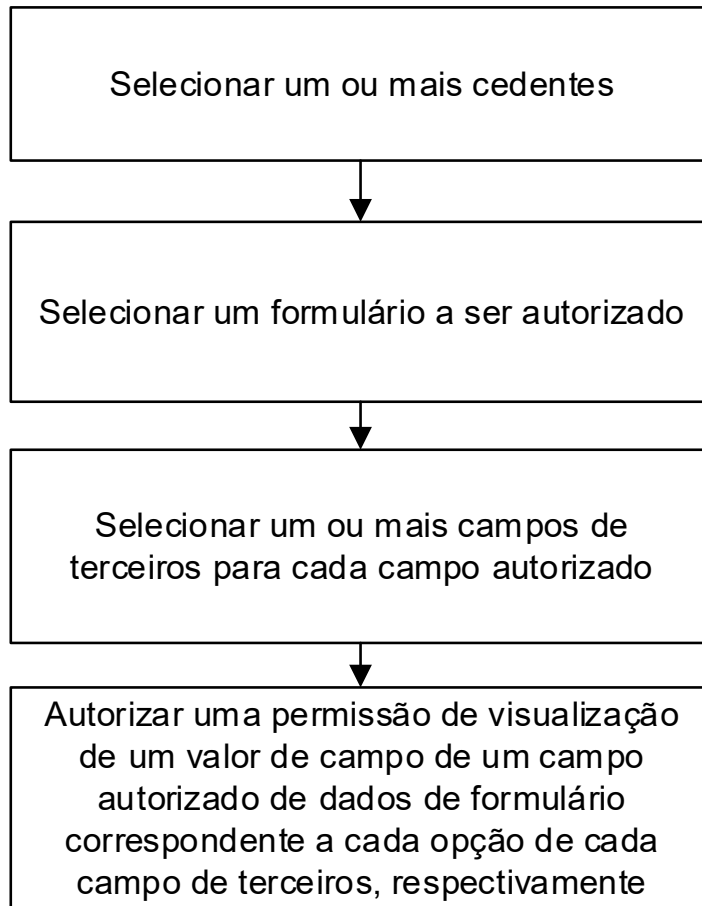 Selecionar um ou mais cedentes
Selecionar um formulário a ser autorizado
Selecionar um ou mais campos de
terceiros para cada campo autorizado
Autorizar uma permissão de visualização
de um valor de campo de um campo
autorizado de dados de formulário
correspondente a cada opção de cada
campo de terceiros, respectivamente